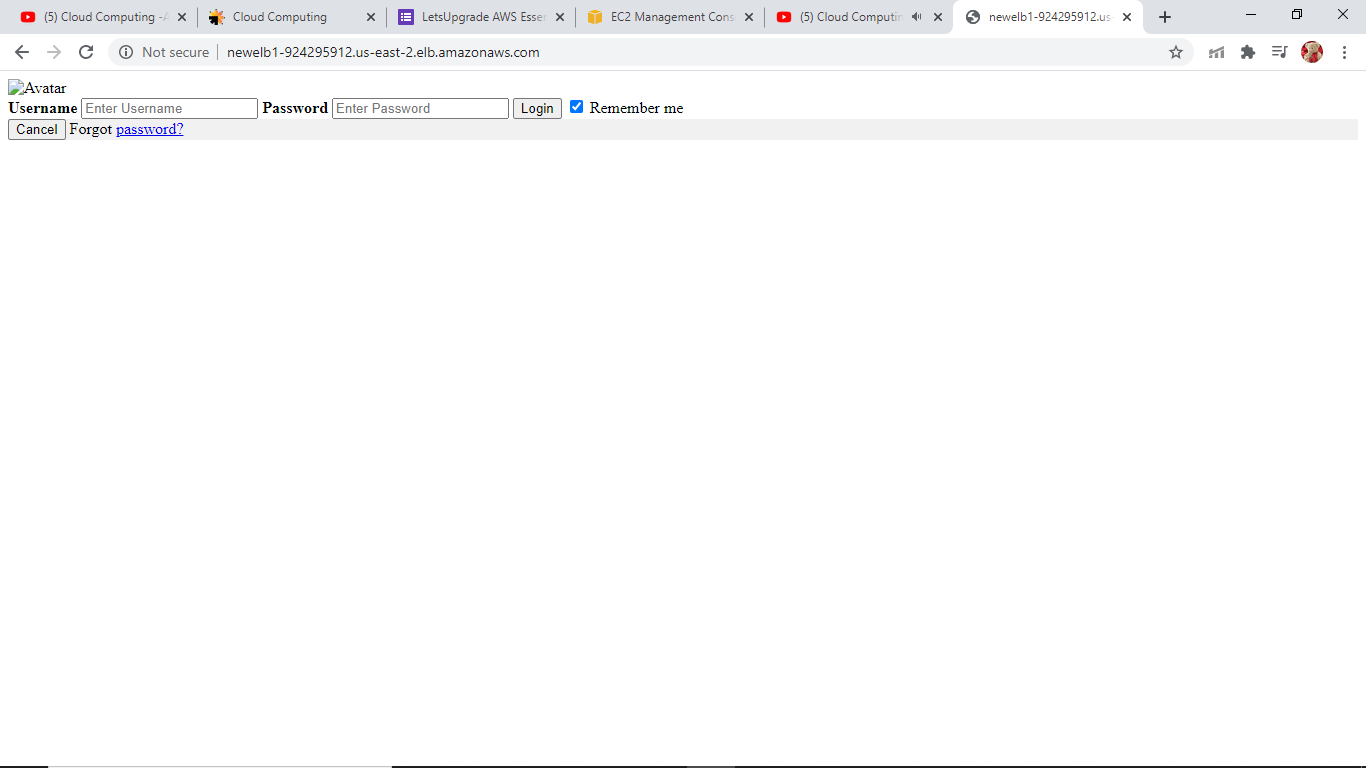 (5) Cloud Computing -A
Cloud Computing
LetsUpgrade AWS Esser
EC2 Management Cons
(5) Cloud Computin
newelb1-924295912.us-
Not secure
newelb1-924295912.us-east-2.elb.amazonaws.com
Avatar
Username Enter Username Password Enter Password Login Remember me
Cancel Forgot password?